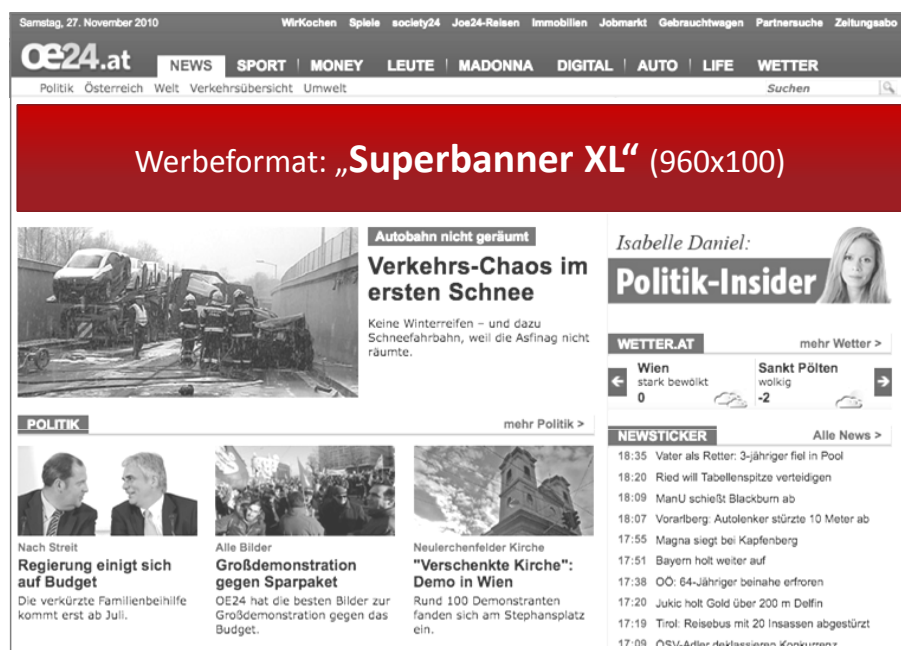 Samstag, 27. November 2010 WirKochen Spiele society24 Joe24-Reisen Immobilien Jobmarkt Gebrauchtwagen Partnersuche Zeitungsabo
oe24.at NEWS SPORT MONEY LEUTE MADONNA DIGITAL AUTO LIFE WETTER
Politik Österreich Welt Verkehrsübersicht Umwelt Suchen
Werbeformat: „Superbanner XL“ (960x100)
Autobahn nicht geräumt
Verkehrs-Chaos im
ersten Schnee
Keine Winterreifen – und dazu
Schneefahrbahn, weil die Asfinag nicht
räumte.
Isabelle Daniel:
Politik-Insider
WETTER.AT mehr Wetter >
Wien Sankt Pölten
stark bewölkt wolkig
0 -2
POLITIK mehr Politik >
Nach Streit
Regierung einigt sich
auf Budget
Die verkürzte Familienbeihilfe
kommt erst ab Juli.
Alle Bilder
Großdemonstration
gegen Sparpaket
OE24 hat die besten Bilder zur
Großdemonstration gegen das
Budget.
Neulerchenfelder Kirche
"Verschenkte Kirche":
Demo in Wien
Rund 100 Demonstranten
fanden sich am Stephansplatz
ein.
NEWSTICKER Alle News >
18:35 Vater als Retter: 3-jähriger fiel in Pool
18:20 Ried will Tabellenspitze verteidigen
18:09 ManU schießt Blackburn ab
18:07 Vorarlberg: Autolenker stürzte 10 Meter ab
17:55 Magna siegt bei Kapfenberg
17:51 Bayern holt weiter auf
17:38 OÖ: 64-Jähriger beinahe erfroren
17:20 Jukic holt Gold über 200 m Delfin
17:19 Tirol: Reisebus mit 20 Insassen abgestürzt
17:09 ÖSV-Adler deklassieren Konkurrenz